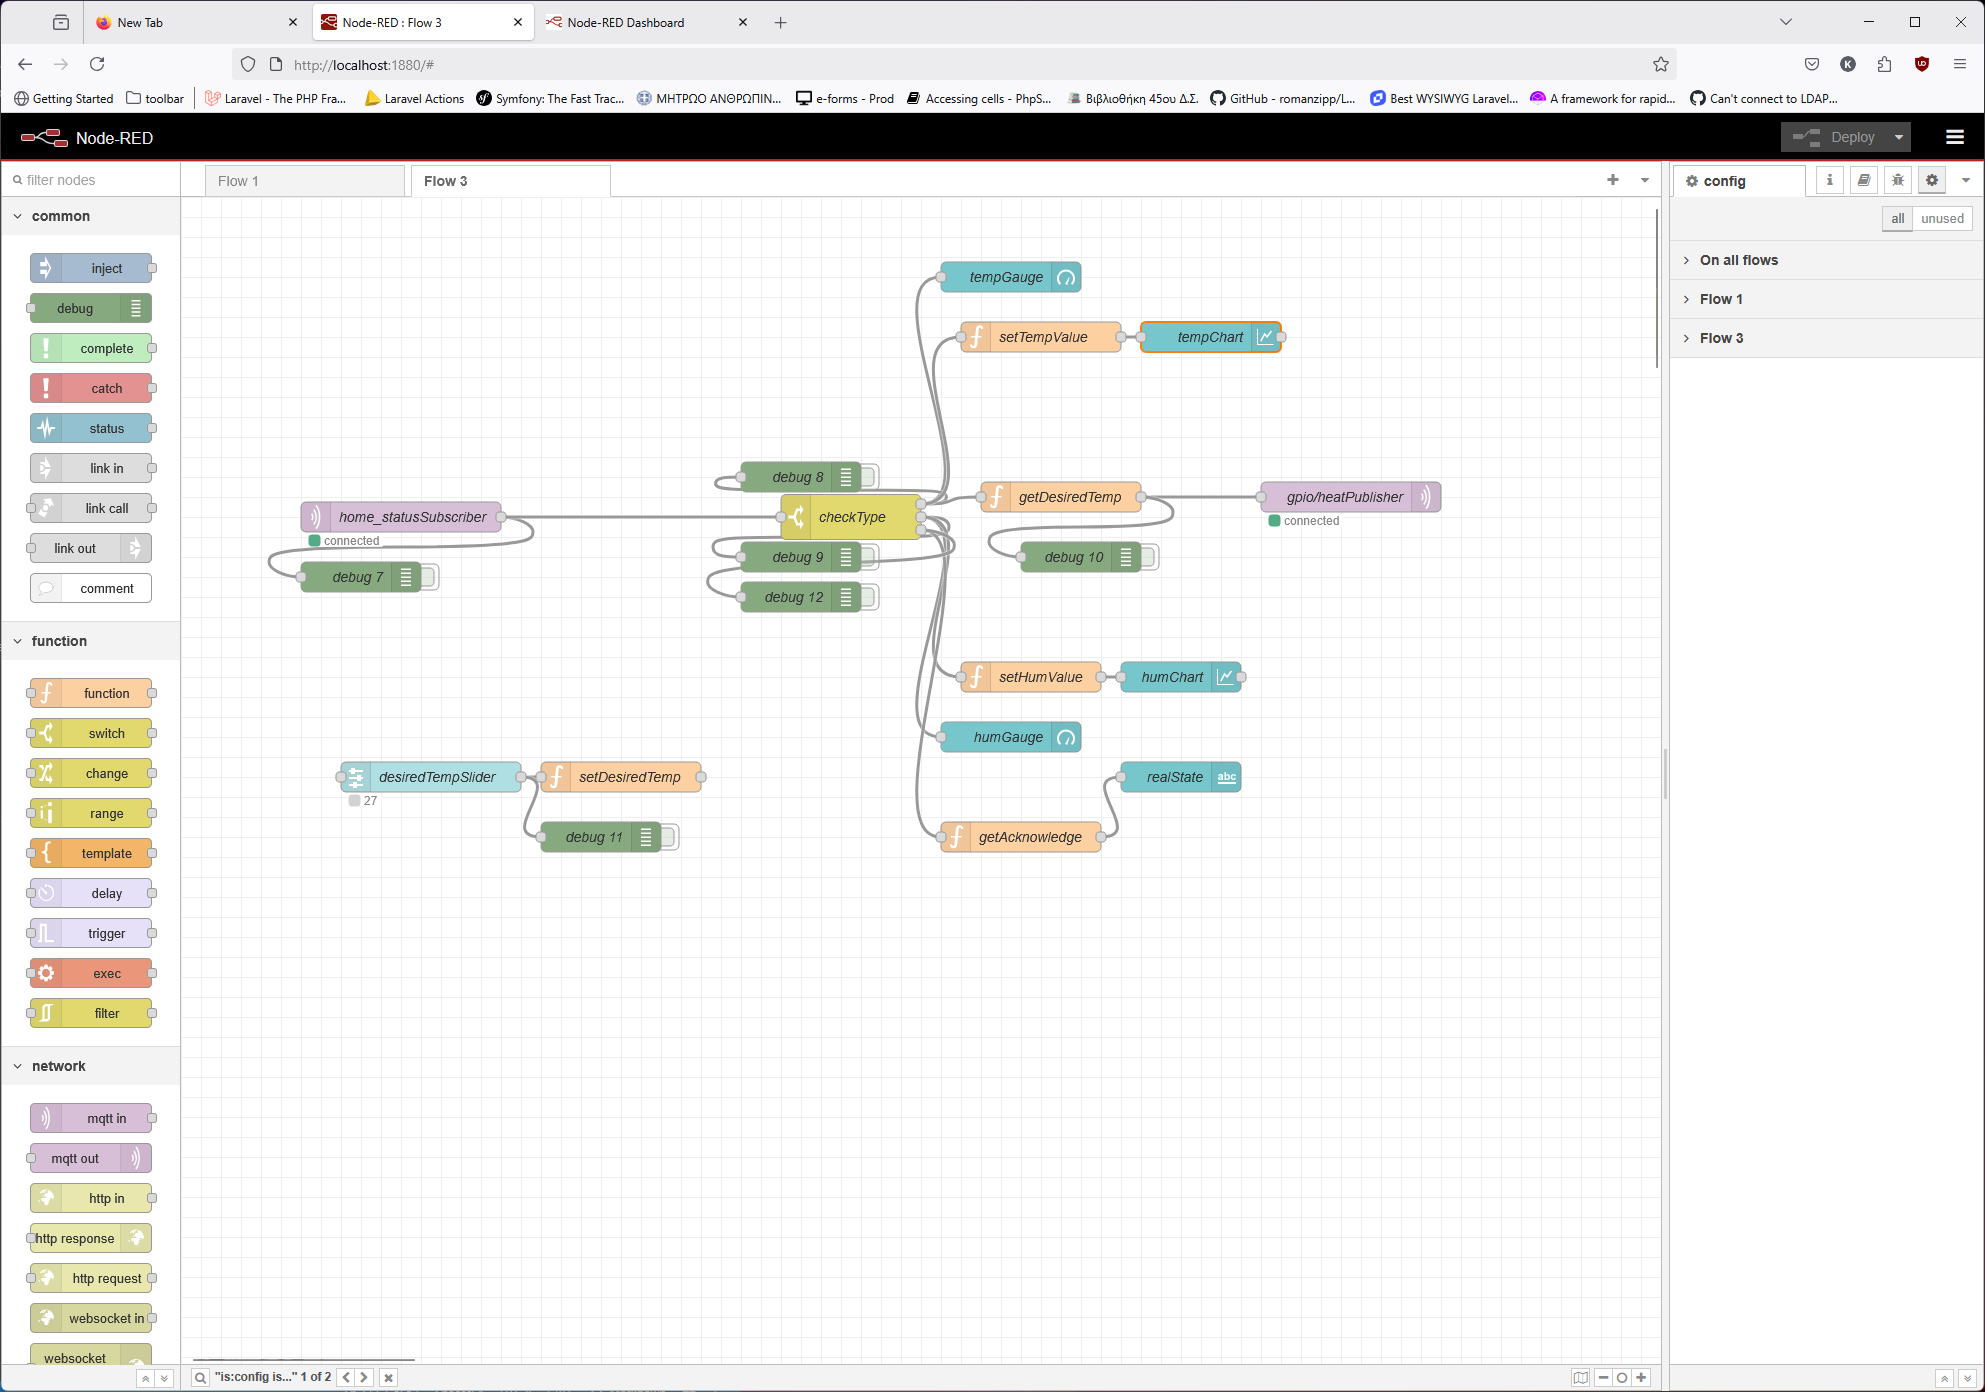 New Tab
Node-RED : Flow 3
Node-RED Dashboard
http://localhost:1880/#
Getting Started
toolbar
Laravel - The PHP Fra...
Laravel Actions
Symfony: The Fast Trac...
ΜΗΤΡΩΟ ΑΝΘΡΩΠΙΝ...
e-forms - Prod
Accessing cells - PhpS...
Βιβλιοθήκη 45ου Δ.Σ.
GitHub - romanzipp/L...
Best WYSIWYG Laravel...
A framework for rapid...
Can't connect to LDAP...
Node-RED
Deploy
filter nodes
Flow 1
Flow 3
config
all
unused
On all flows
Flow 1
Flow 3
common
inject
debug
complete
catch
status
link in
link call
link out
comment
function
function
switch
change
range
template
delay
trigger
exec
filter
network
mqtt in
mqtt out
http in
http response
http request
websocket in
websocket
tempGauge
setTempValue
tempChart
debug 8
getDesiredTemp
gpio/heatPublisher
connected
home_statusSubscriber
connected
checkType
debug 7
debug 9
debug 10
debug 12
setHumValue
humChart
humGauge
desiredTempSlider
27
setDesiredTemp
realState
abc
debug 11
getAcknowledge
"is:config is..." 1 of 2